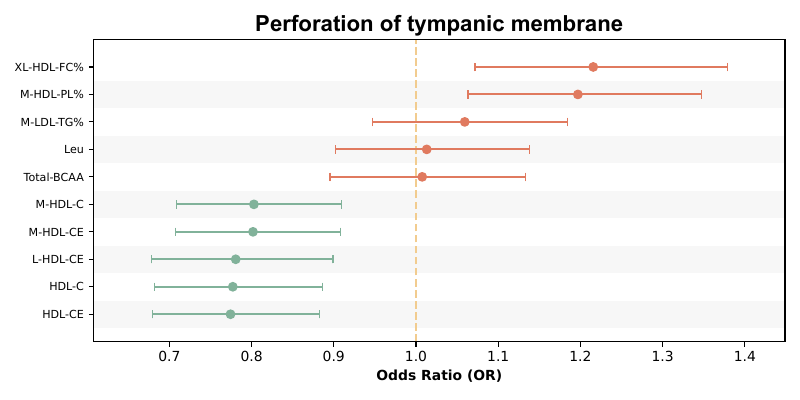 Perforation of tympanic membrane
XL-HDL-FC%
M-HDL-PL%
M-LDL-TG%
Leu
Total-BCAA
M-HDL-C
M-HDL-CE
L-HDL-CE
HDL-C
HDL-CE
0.7 0.8 0.9 1.0 1.1 1.2 1.3 1.4
Odds Ratio (OR)